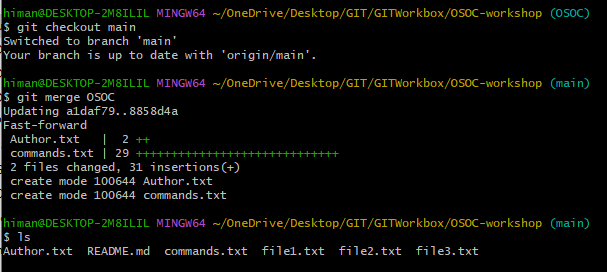 himan@DESKTOP-2M8ILIL MINGW64 ~/OneDrive/Desktop/GIT/GITWorkbox/OSOC-workshop (OSOC)
$ git checkout main
Switched to branch 'main'
Your branch is up to date with 'origin/main'.
himan@DESKTOP-2M8ILIL MINGW64 ~/OneDrive/Desktop/GIT/GITWorkbox/OSOC-workshop (main)
$ git merge OSOC
Updating a1daf79..8858d4a
Fast-forward
 Author.txt   |  2 ++
 commands.txt | 29 +++++++++++++++++++++++++++++
 2 files changed, 31 insertions(+)
 create mode 100644 Author.txt
 create mode 100644 commands.txt
himan@DESKTOP-2M8ILIL MINGW64 ~/OneDrive/Desktop/GIT/GITWorkbox/OSOC-workshop (main)
$ ls
Author.txt  README.md  commands.txt  file1.txt  file2.txt  file3.txt